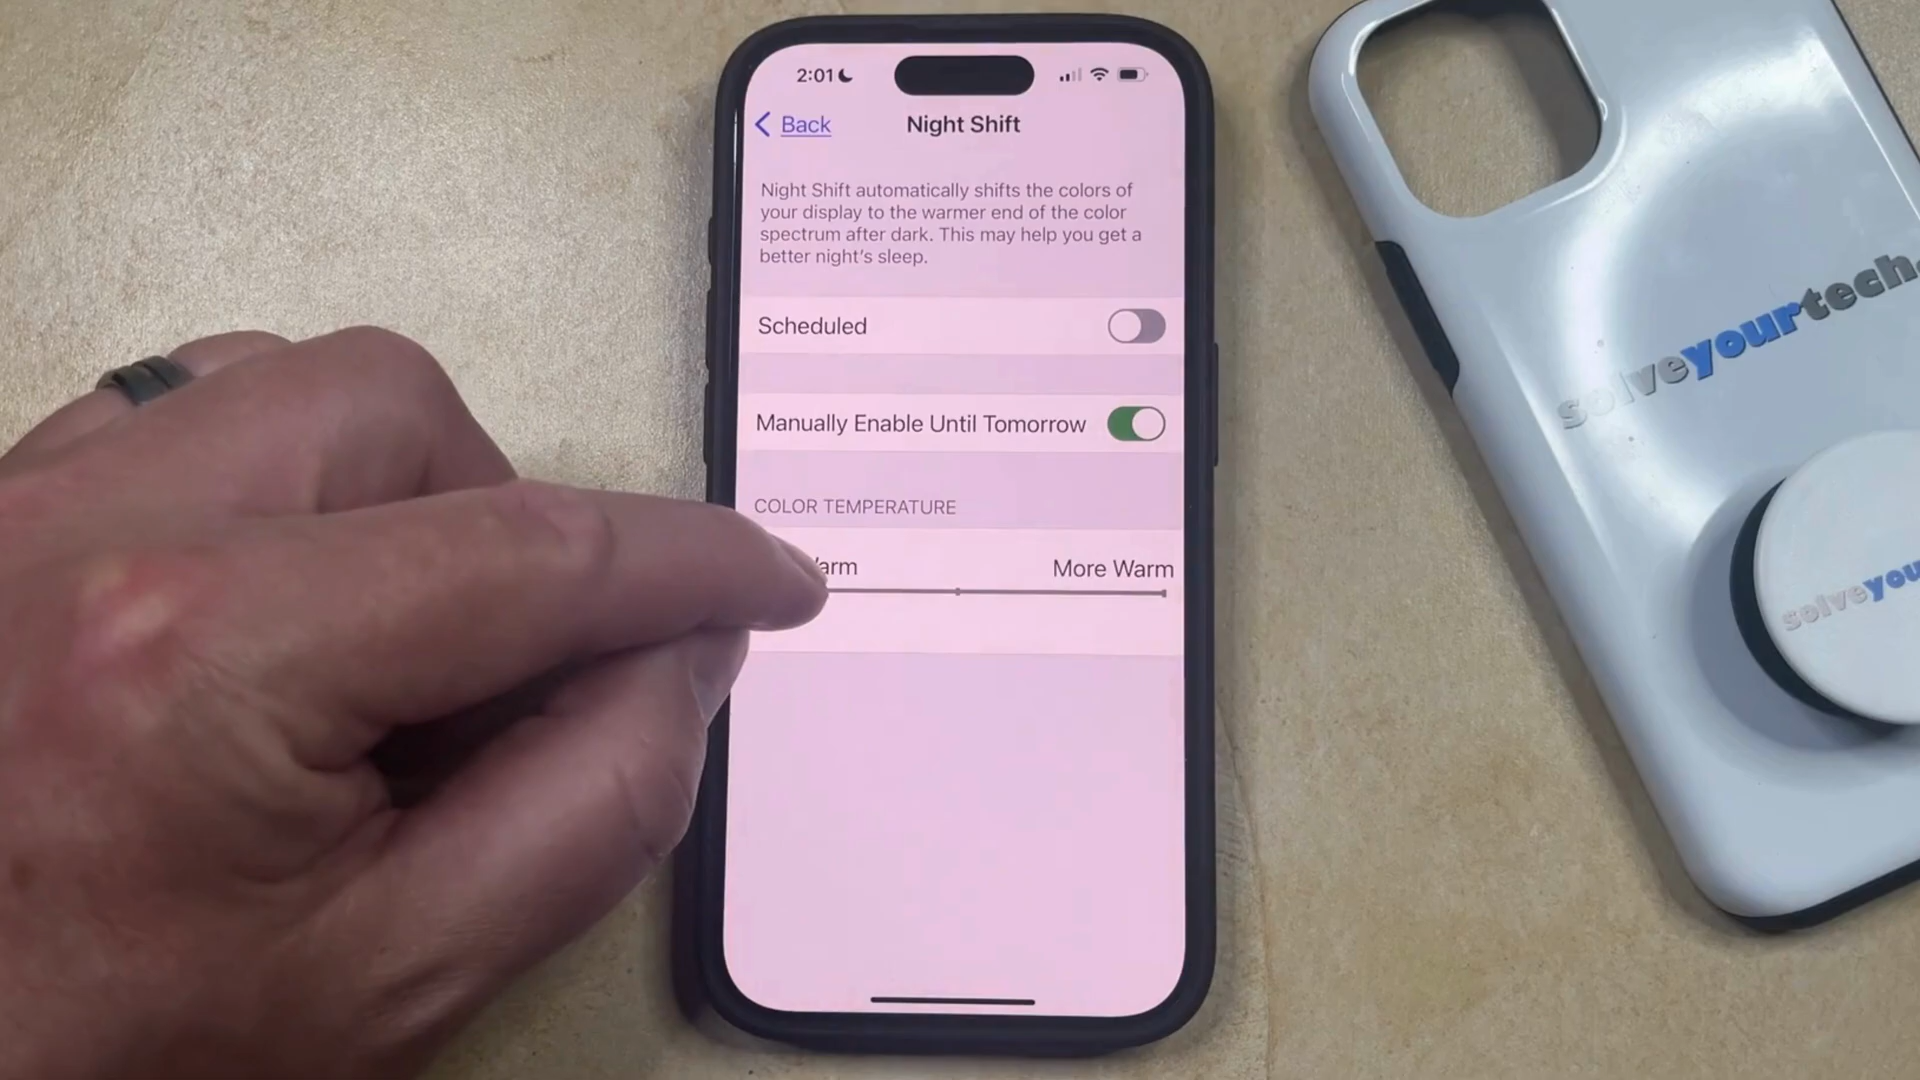 2:01
Back
Night Shift
Night Shift automatically shifts the colors of
your display to the warmer end of the color
spectrum after dark. This may help you get a
better night's sleep.
Scheduled
Manually Enable Until Tomorrow
COLOR TEMPERATURE
arm
More Warm
solveyourtech.
solveyou